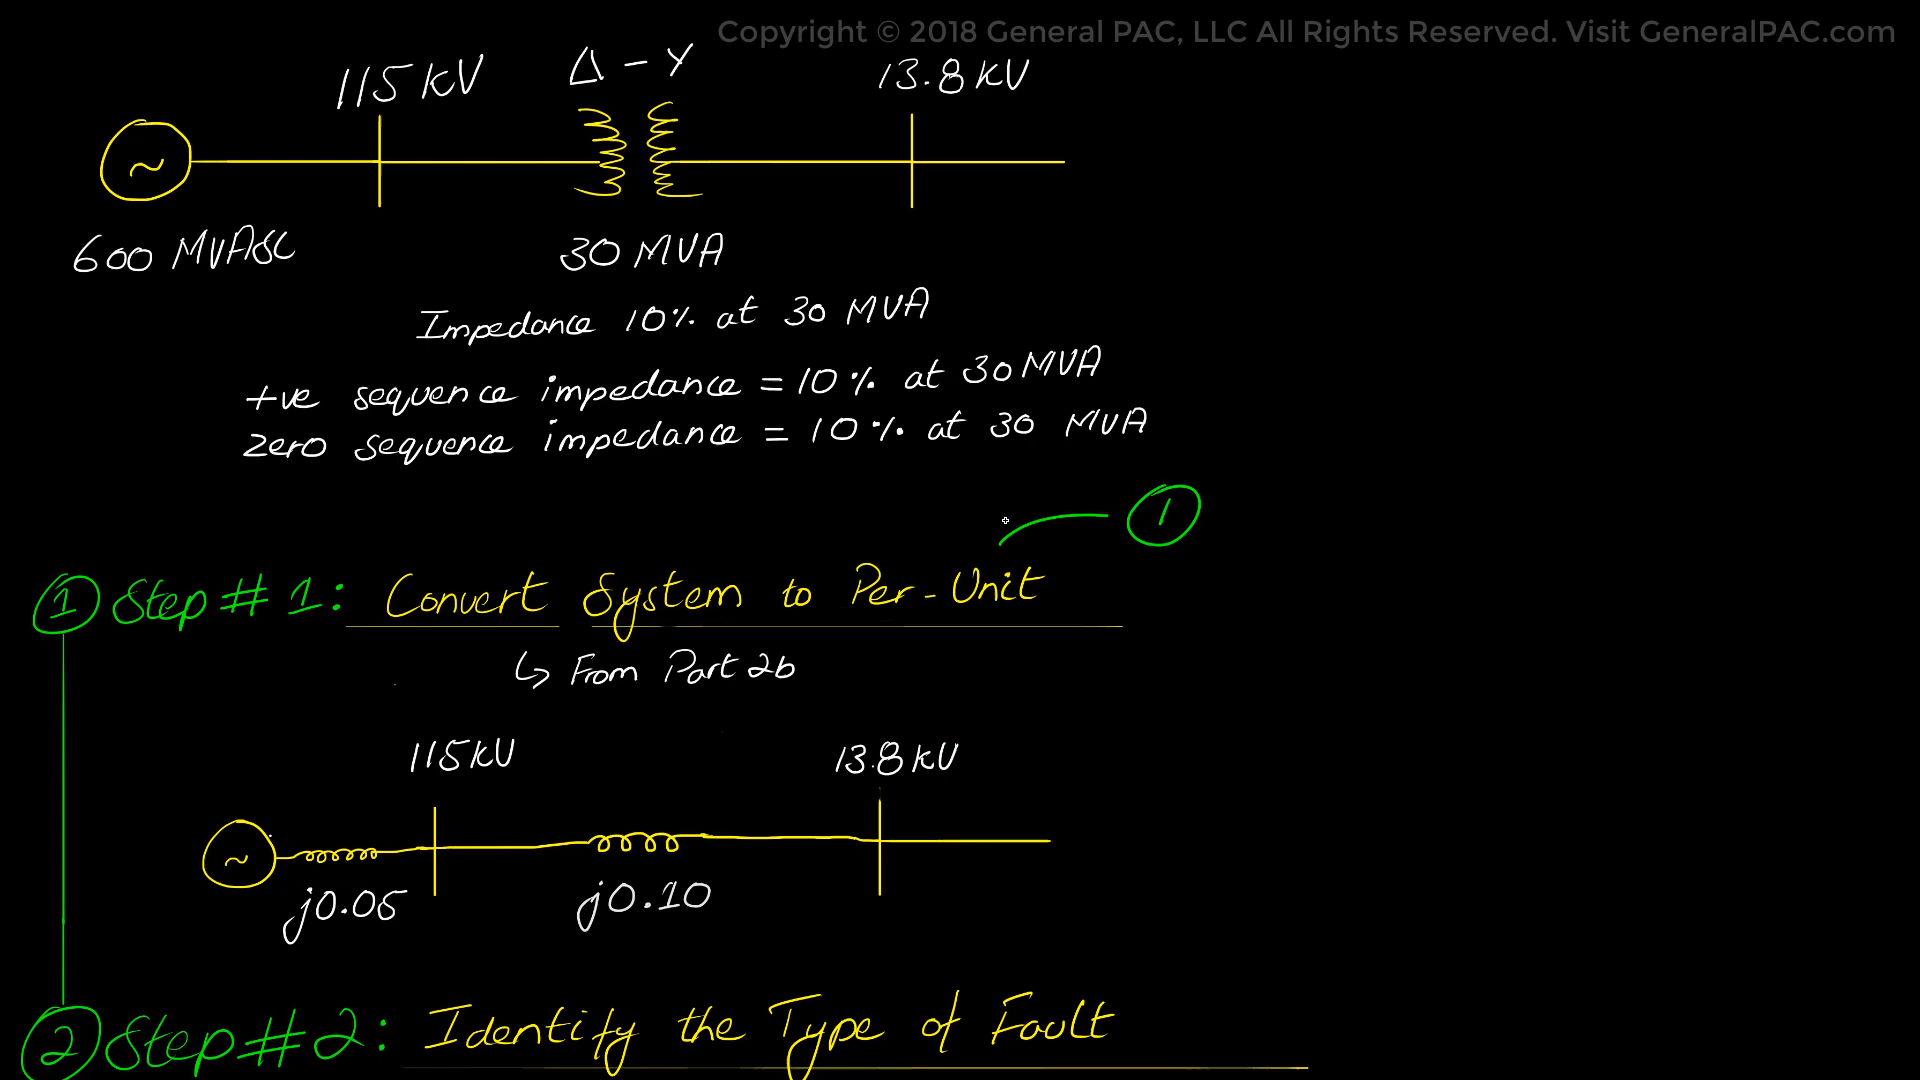 Copyright © 2018 General PAC, LLC All Rights Reserved. Visit GeneralPAC.com
115 kV Δ - Y 13.8 kV
~
600 MVASC 30 MVA
Impedance 10% at 30 MVA
+ve sequence impedance = 10% at 30 MVA
Zero sequence impedance = 10% at 30 MVA
1
1 Step # 1: Convert System to Per-Unit
↳ From Part 2b
115 kV 13.8 kV
~
j0.05 j0.10
2 Step # 2: Identify the Type of Fault